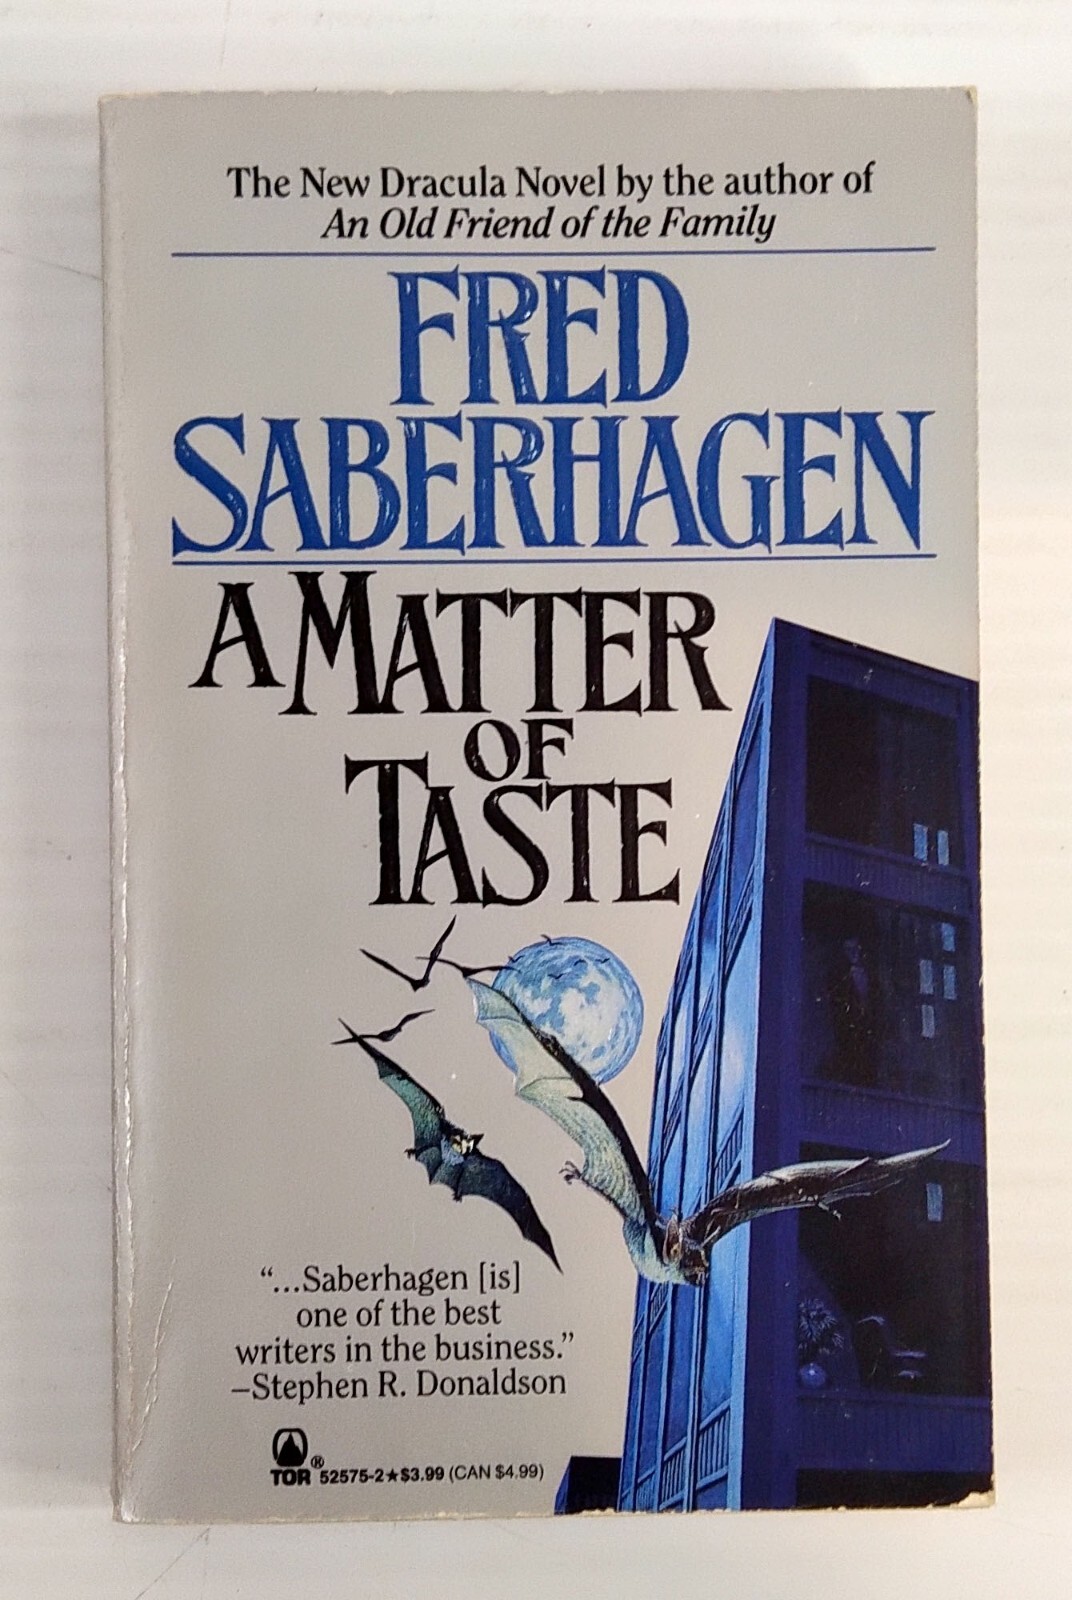 The New Dracula Novel by the author of
An Old Friend of the Family
FRED
SABERHAGEN
A MATTER
OF
TASTE
“...Saberhagen [is]
one of the best
writers in the business.”
–Stephen R. Donaldson
TOR® 52575-2★$3.99 (CAN $4.99)